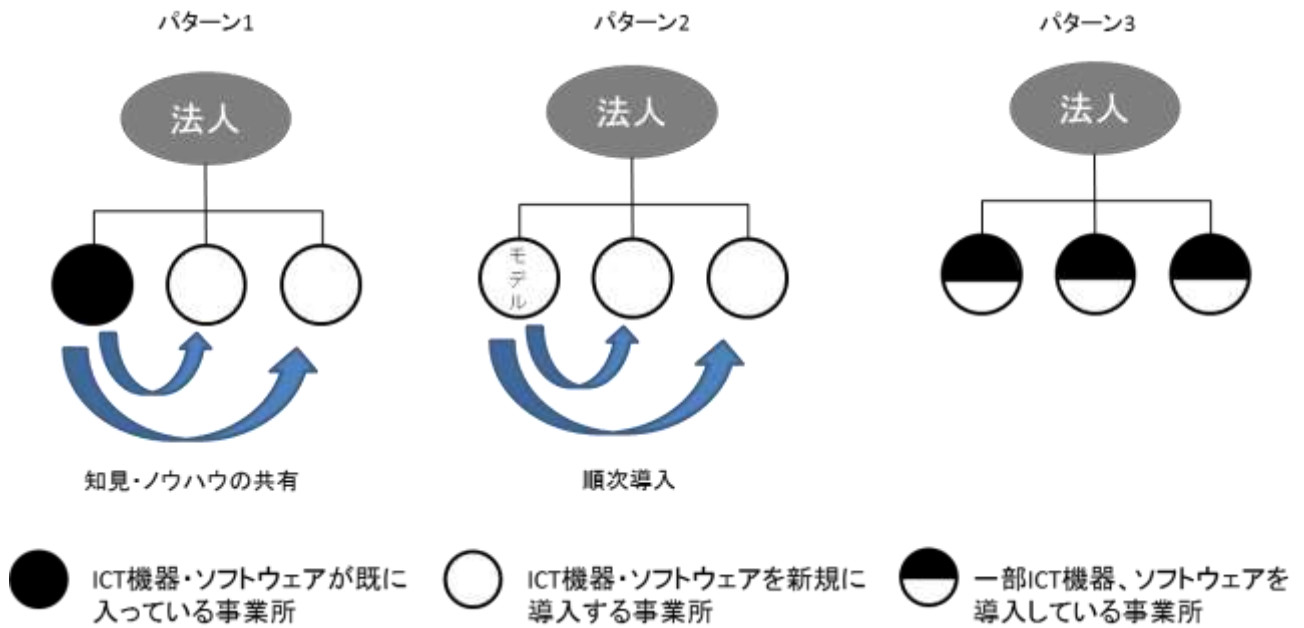 パターン1
パターン2
パターン3
法人
法人
法人
モデル
知見・ノウハウの共有
順次導入
ICT機器・ソフトウェアが既に
入っている事業所
ICT機器・ソフトウェアを新規に
導入する事業所
一部ICT機器、ソフトウェアを
導入している事業所